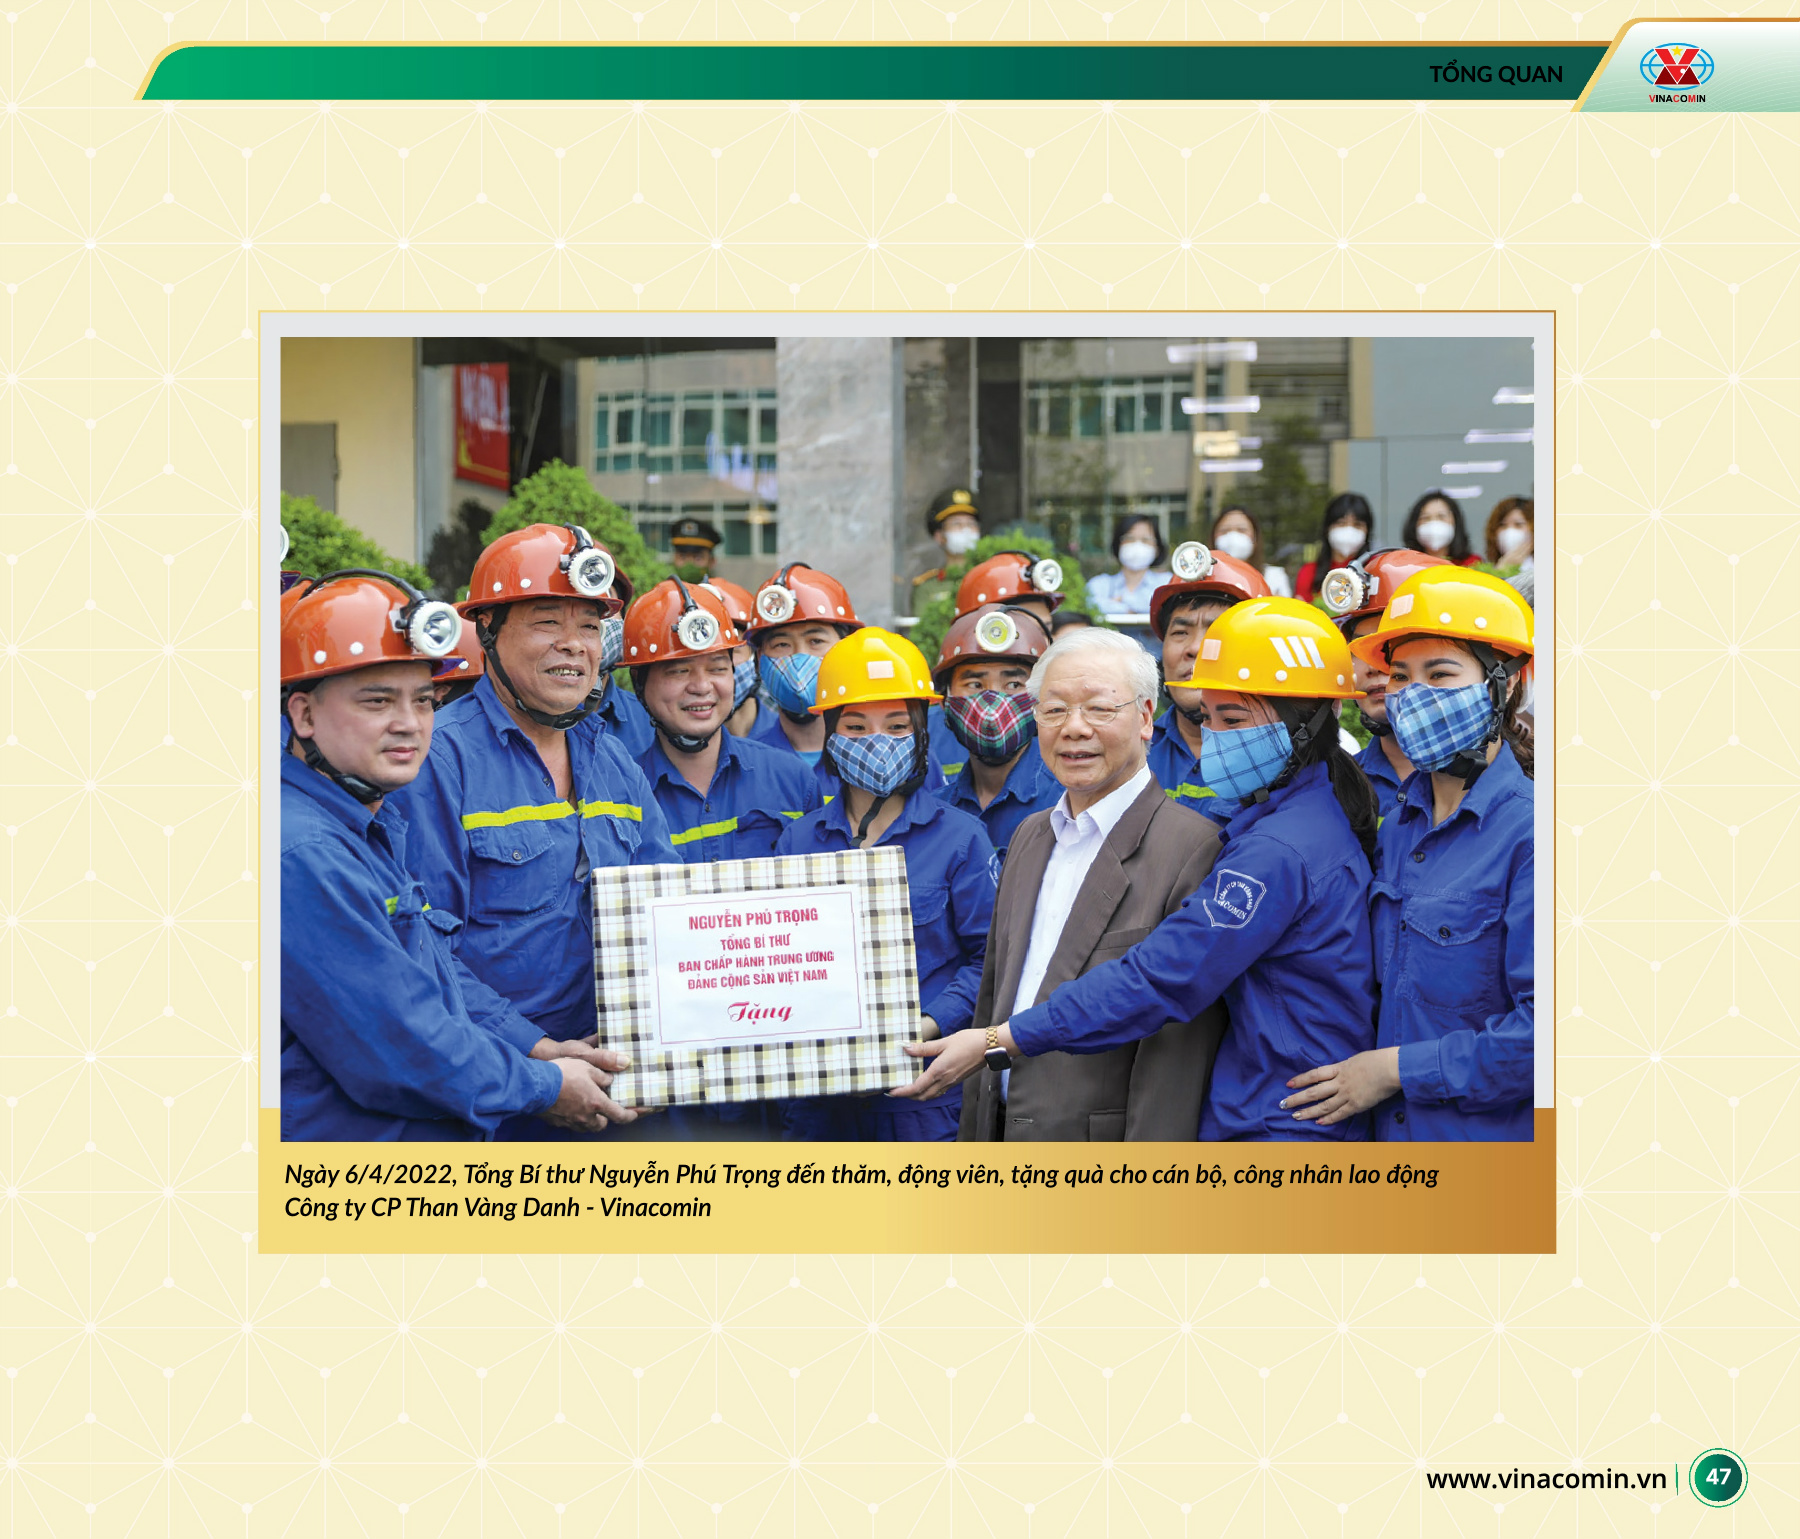 TỔNG QUAN
VINACOMIN
NGUYỄN PHÚ TRỌNG
TỔNG BÍ THƯ
BAN CHẤP HÀNH TRUNG ƯƠNG
ĐẢNG CỘNG SẢN VIỆT NAM
Tặng
Ngày 6/4/2022, Tổng Bí thư Nguyễn Phú Trọng đến thăm, động viên, tặng quà cho cán bộ, công nhân lao động
Công ty CP Than Vàng Danh - Vinacomin
www.vinacomin.vn
47